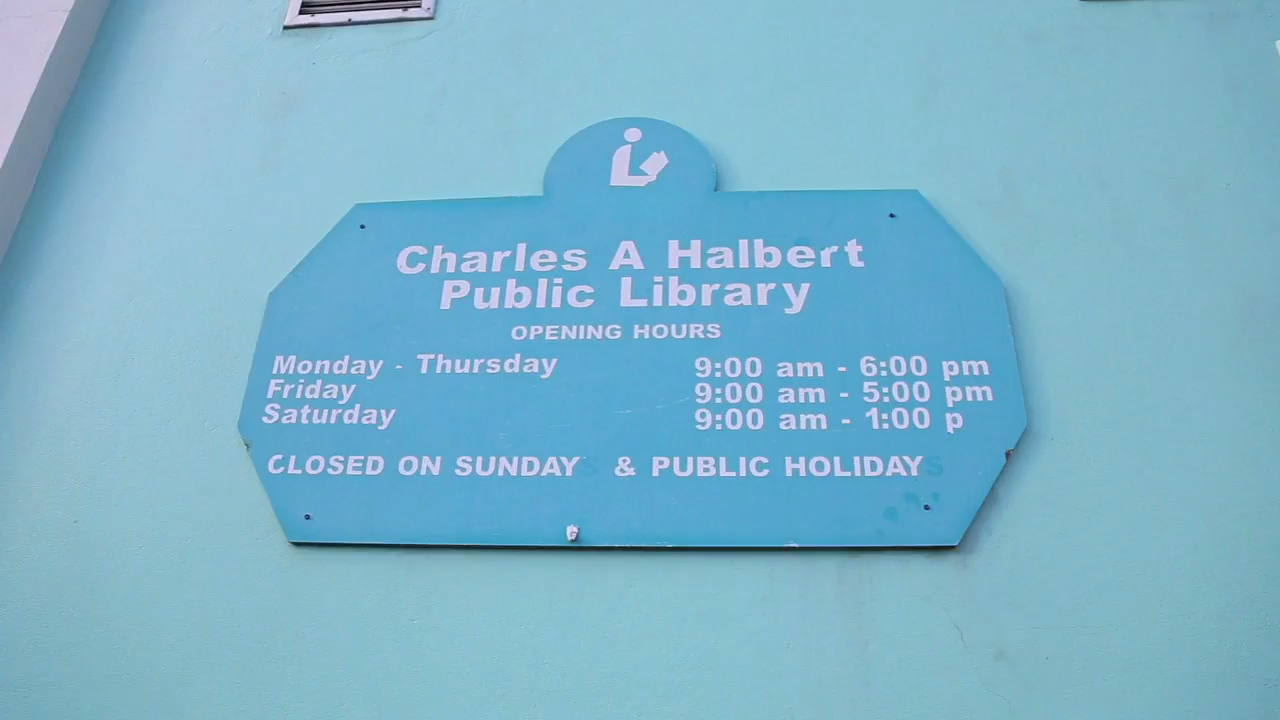 Charles A Halbert
Public Library
OPENING HOURS
Monday - Thursday 9:00 am - 6:00 pm
Friday 9:00 am - 5:00 pm
Saturday 9:00 am - 1:00 p
CLOSED ON SUNDAYS & PUBLIC HOLIDAYS